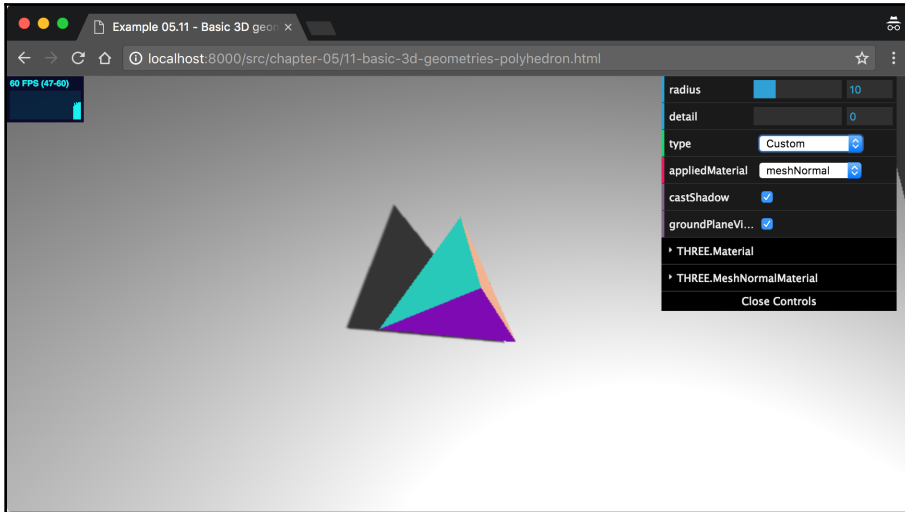 Example 05.11 - Basic 3D geom
localhost:8000/src/chapter-05/11-basic-3d-geometries-polyhedron.html
60 FPS (47-60)
radius 10
detail 0
type Custom
appliedMaterial meshNormal
castShadow
groundPlaneVi...
THREE.Material
THREE.MeshNormalMaterial
Close Controls